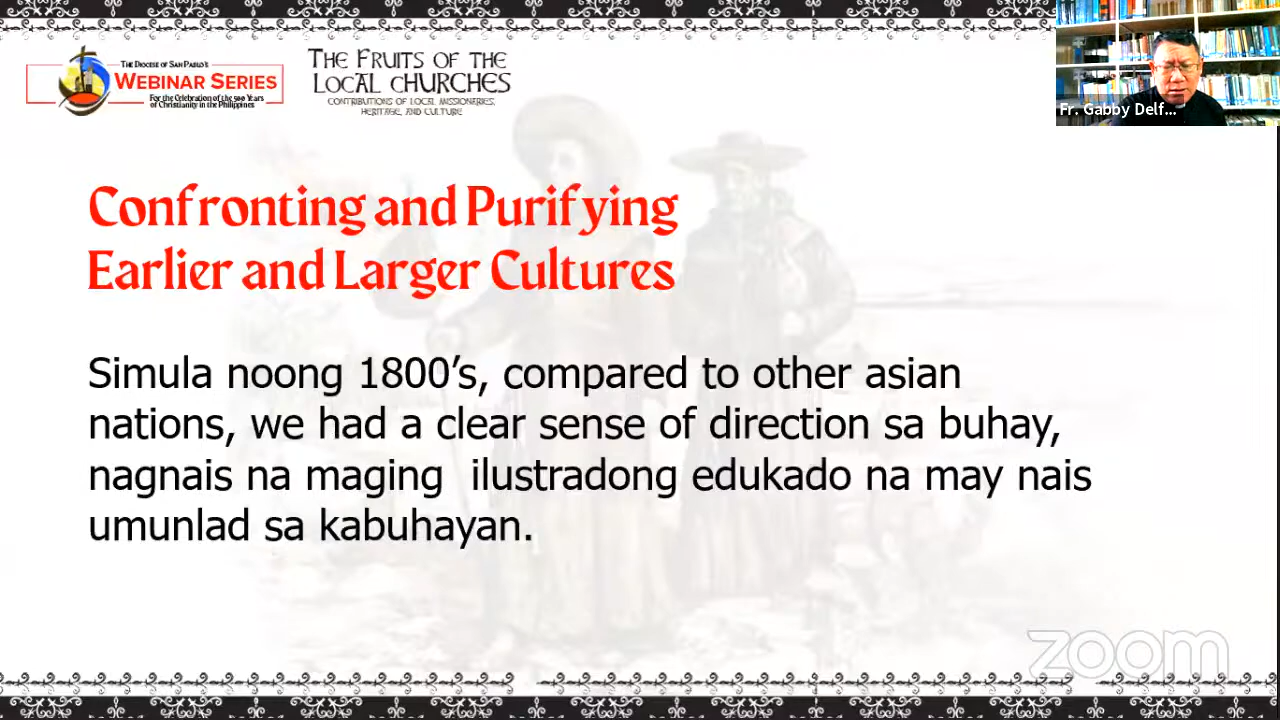 The Diocese of San Pablo's
Webinar Series
For the Celebration of the 500 Years
of Christianity in the Philippines
The Fruits of the
Local Churches
Contributions of Local Missionaries,
Heritage, and Culture
Fr. Gabby Delf...
Confronting and Purifying
Earlier and Larger Cultures
Simula noong 1800's, compared to other asian
nations, we had a clear sense of direction sa buhay,
nagnais na maging ilustradong edukado na may nais
umunlad sa kabuhayan.
zoom